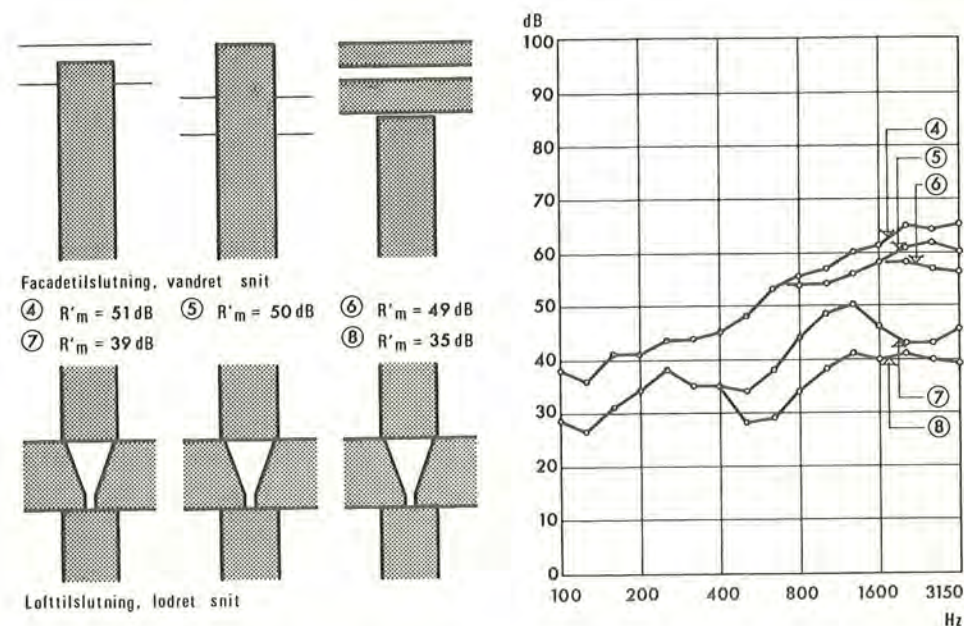 Facadetilslutning, vandret snit
④ R'm = 51 dB ⑤ R'm = 50 dB ⑥ R'm = 49 dB
⑦ R'm = 39 dB ⑧ R'm = 35 dB
Lofttilslutning, lodret snit
dB
100
90
80
70
60
50
40
30
20
10
0
④
⑤
⑥
⑦
⑧
100 200 400 800 1600 3150
Hz